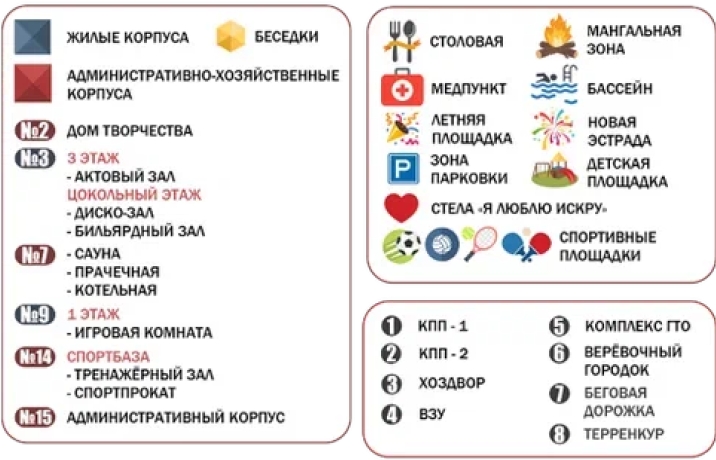 ЖИЛЫЕ КОРПУСА
БЕСЕДКИ
АДМИНИСТРАТИВНО-ХОЗЯЙСТВЕННЫЕ
КОРПУСА
№2 ДОМ ТВОРЧЕСТВА
№3 3 ЭТАЖ
- АКТОВЫЙ ЗАЛ
ЦОКОЛЬНЫЙ ЭТАЖ
- ДИСКО-ЗАЛ
- БИЛЬЯРДНЫЙ ЗАЛ
№7 - САУНА
- ПРАЧЕЧНАЯ
- КОТЕЛЬНАЯ
№9 1 ЭТАЖ
- ИГРОВАЯ КОМНАТА
№14 СПОРТБАЗА
- ТРЕНАЖЁРНЫЙ ЗАЛ
- СПОРТПРОКАТ
№15 АДМИНИСТРАТИВНЫЙ КОРПУС
СТОЛОВАЯ
МАНГАЛЬНАЯ
ЗОНА
МЕДПУНКТ
БАССЕЙН
ЛЕТНЯЯ
ПЛОЩАДКА
НОВАЯ
ЭСТРАДА
P ЗОНА
ПАРКОВКИ
ДЕТСКАЯ
ПЛОЩАДКА
СТЕЛА «Я ЛЮБЛЮ ИСКРУ»
СПОРТИВНЫЕ
ПЛОЩАДКИ
1 КПП - 1
2 КПП - 2
3 ХОЗДВОР
4 ВЗУ
5 КОМПЛЕКС ГТО
6 ВЕРЁВОЧНЫЙ
ГОРОДОК
7 БЕГОВАЯ
ДОРОЖКА
8 ТЕРРЕНКУР